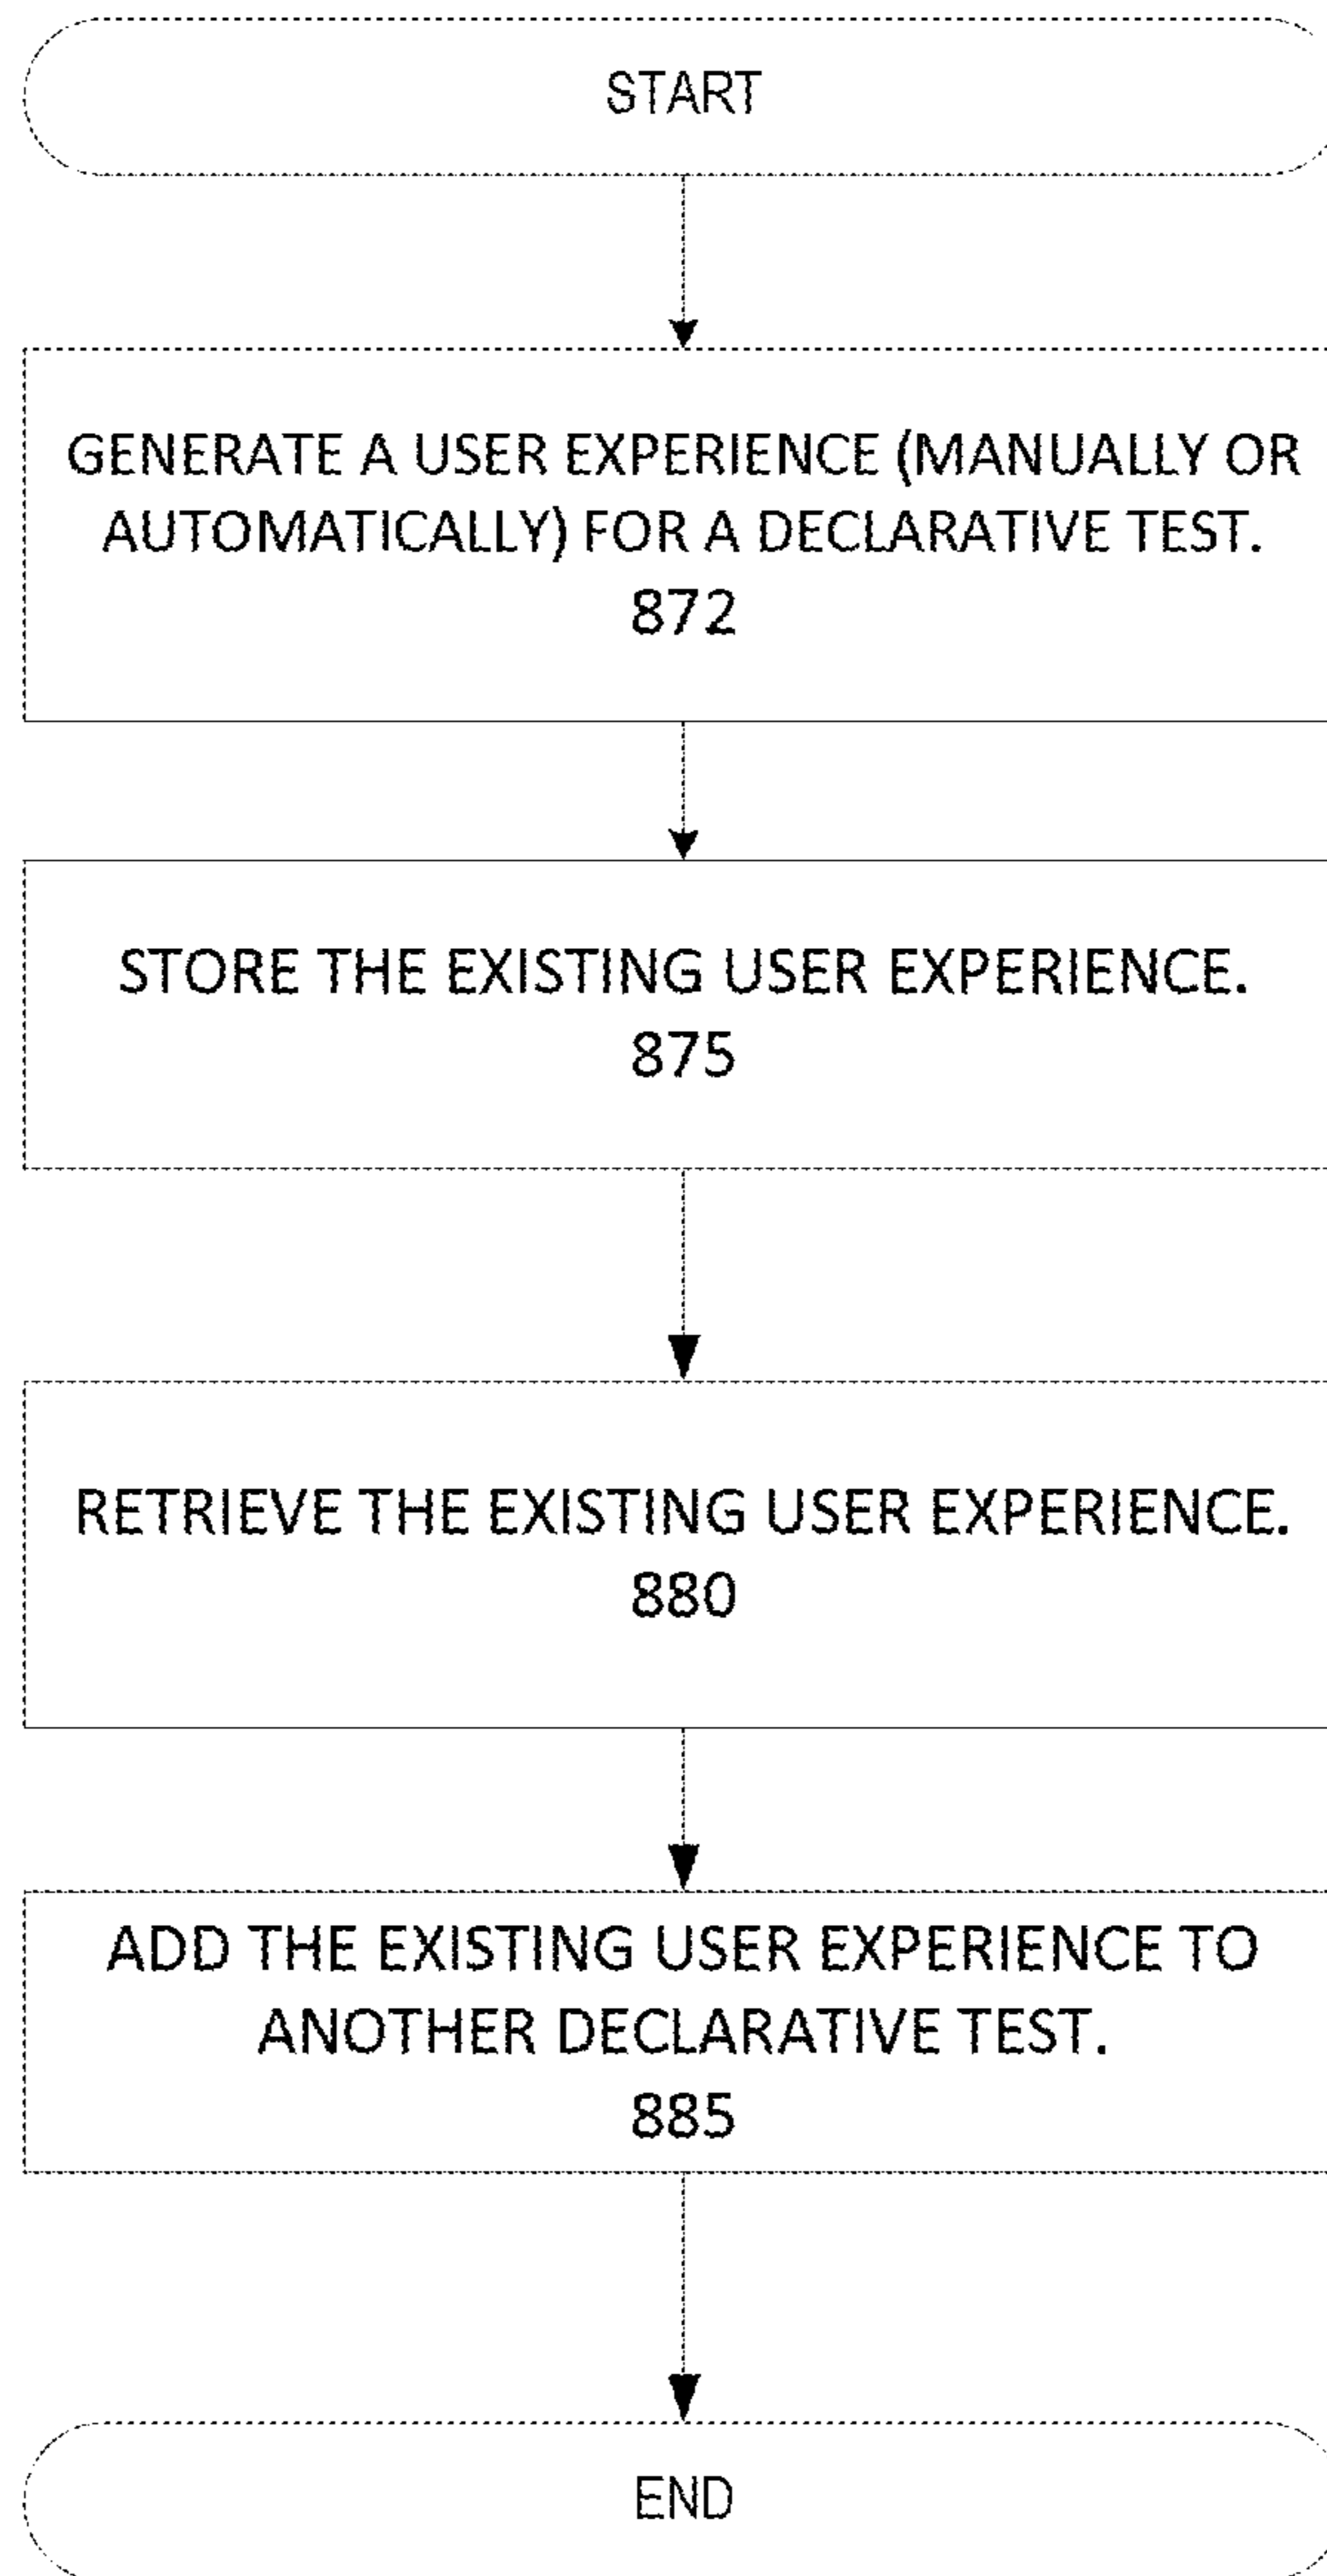 START
GENERATE A USER EXPERIENCE (MANUALLY OR
AUTOMATICALLY) FOR A DECLARATIVE TEST.
872
STORE THE EXISTING USER EXPERIENCE.
875
RETRIEVE THE EXISTING USER EXPERIENCE.
880
ADD THE EXISTING USER EXPERIENCE TO
ANOTHER DECLARATIVE TEST.
885
END